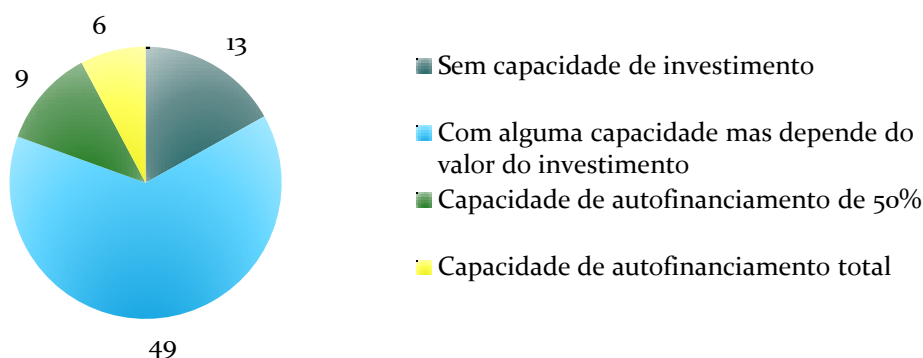 6
13
9
49
Sem capacidade de investimento
Com alguma capacidade mas depende do
valor do investimento
Capacidade de autofinanciamento de 50%
Capacidade de autofinanciamento total